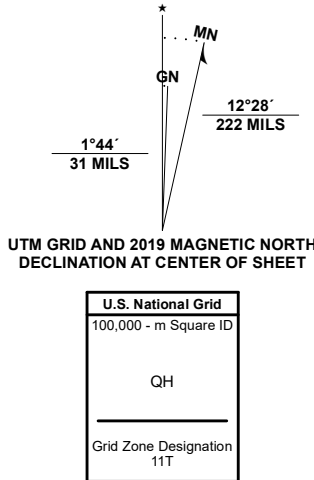 ★
MN
GN
12°28´
222 MILS
1°44´
31 MILS
UTM GRID AND 2019 MAGNETIC NORTH
DECLINATION AT CENTER OF SHEET
U.S. National Grid
100,000 - m Square ID
QH
Grid Zone Designation
11T